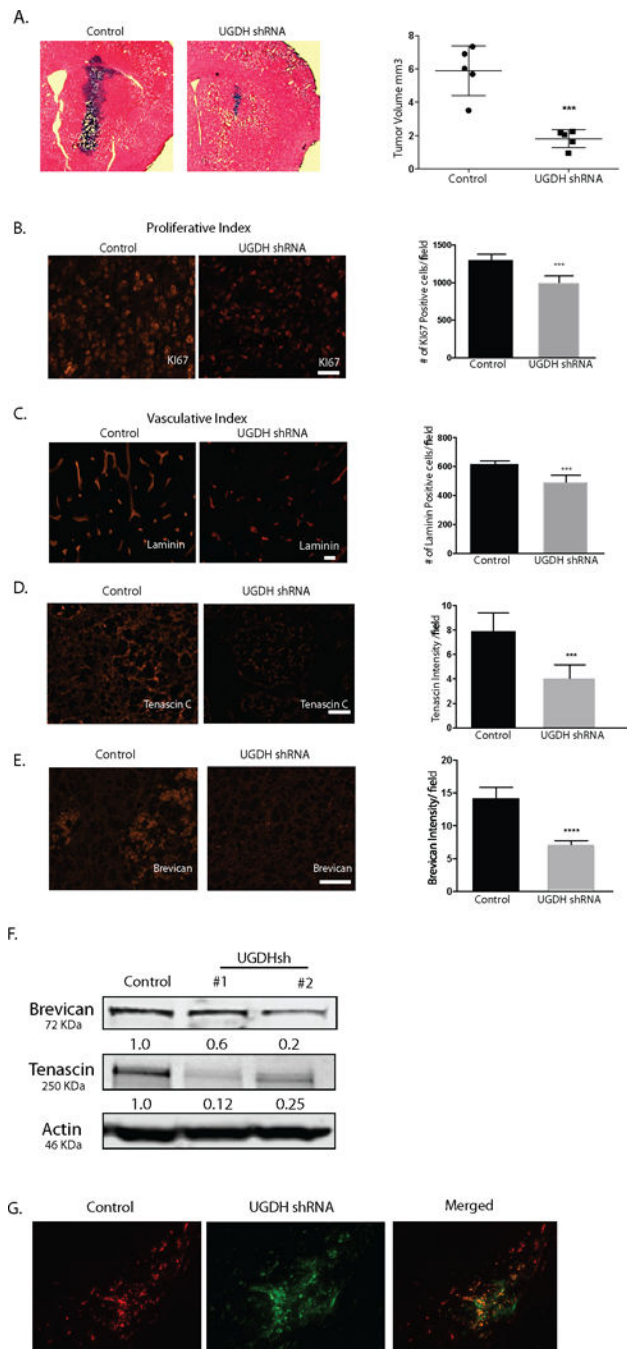 A.
Control
UGDH shRNA
Tumor Volume mm3
8
6
4
2
0
***
Control
UGDH shRNA
B.
Proliferative Index
Control
UGDH shRNA
KI67
KI67
# of KI67 Positive cells/field
1500
1000
500
0
***
Control
UGDH shRNA
C.
Vasculative Index
Control
UGDH shRNA
Laminin
Laminin
# of Laminin Positive cells/field
800
600
400
200
0
***
Control
UGDH shRNA
D.
Control
UGDH shRNA
Tenascin C
Tenascin C
Tenascin Intensity /field
10
8
6
4
2
0
***
Control
UGDH shRNA
E.
Control
UGDH shRNA
Brevican
Brevican
Brevican Intensity/ field
20
15
10
5
0
****
Control
UGDH shRNA
F.
UGDHsh
Control #1 #2
Brevican
72 KDa
1.0 0.6 0.2
Tenascin
250 KDa
1.0 0.12 0.25
Actin
46 KDa
G.
Control
UGDH shRNA
Merged